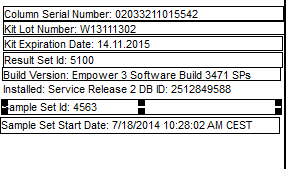 Column Serial Number: 02033211015542
Kit Lot Number: W13111302
Kit Expiration Date: 14.11.2015
Result Set Id: 5100
Build Version: Empower 3 Software Build 3471 SPs
Installed: Service Release 2 DB ID: 2512849588
Sample Set Id: 4563
Sample Set Start Date: 7/18/2014 10:28:02 AM CEST